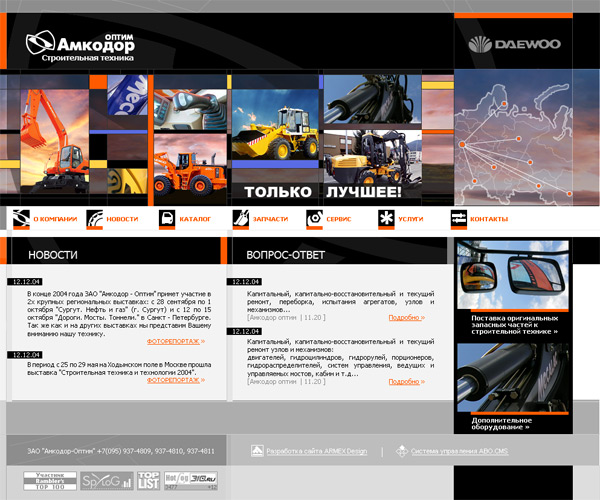 ОПТИМ
Амкодор
Строительная техника
DAEWOO
ТОЛЬКО ЛУЧШЕЕ!
О КОМПАНИИ НОВОСТИ КАТАЛОГ ЗАПЧАСТИ СЕРВИС УСЛУГИ КОНТАКТЫ
НОВОСТИ
12.12.04
В конце 2004 года ЗАО "Амкодор - Оптим" примет участие в
2х крупных региональных выставках: с 28 сентября по 1
октября "Сургут. Нефть и газ" (г. Сургут) и с 12 по 15
октября "Дороги. Мосты. Тоннели." в Санкт - Петербурге.
Так же как и на других выставках мы представим Вашему
вниманию нашу технику.
ФОТОРЕПОРТАЖ »
12.12.04
В период с 25 по 29 мая на Ходынском поле в Москве прошла
выставка "Строительная техника и технологии 2004".
ФОТОРЕПОРТАЖ »
ВОПРОС-ОТВЕТ
12.12.04
Капитальный, капитально-восстановительный и текущий
ремонт, переборка, испытания агрегатов, узлов и
механизмов...
[Амкодор оптим | 11.20 ] Подробно »
12.12.04
Капитальный, капитально-восстановительный и текущий
ремонт узлов и механизмов:
двигателей, гидроцилиндров, гидрорулей, порционеров,
гидрораспределителей, систем управления, ведущих и
управляемых мостов, кабин и т.д...
[Амкодор оптим | 11.20 ] Подробно »
Поставка оригинальных
запасных частей к
строительной технике »
Дополнительное
оборудование »
ЗАО "Амкодор-Оптим" +7(095) 937-4809, 937-4810, 937-4811
Разработка сайта ARMEX Design
Система управления ABO CMS
Участник
Rambler's
TOP 100
SpyLOG
TOP
LIST